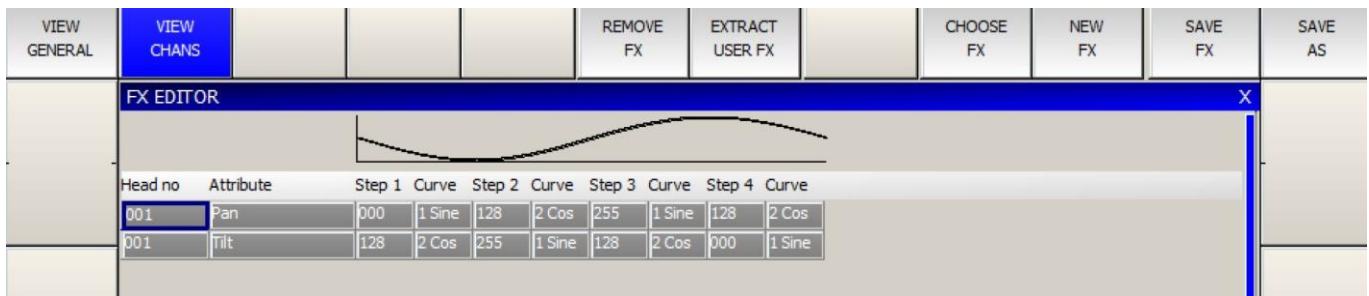 VIEW GENERAL
VIEW CHANS
REMOVE FX
EXTRACT USER FX
CHOOSE FX
NEW FX
SAVE FX
SAVE AS
FX EDITOR X
Head no Attribute Step 1 Curve Step 2 Curve Step 3 Curve Step 4 Curve
001 Pan 000 1 Sine 128 2 Cos 255 1 Sine 128 2 Cos
001 Tilt 128 2 Cos 255 1 Sine 128 2 Cos 000 1 Sine